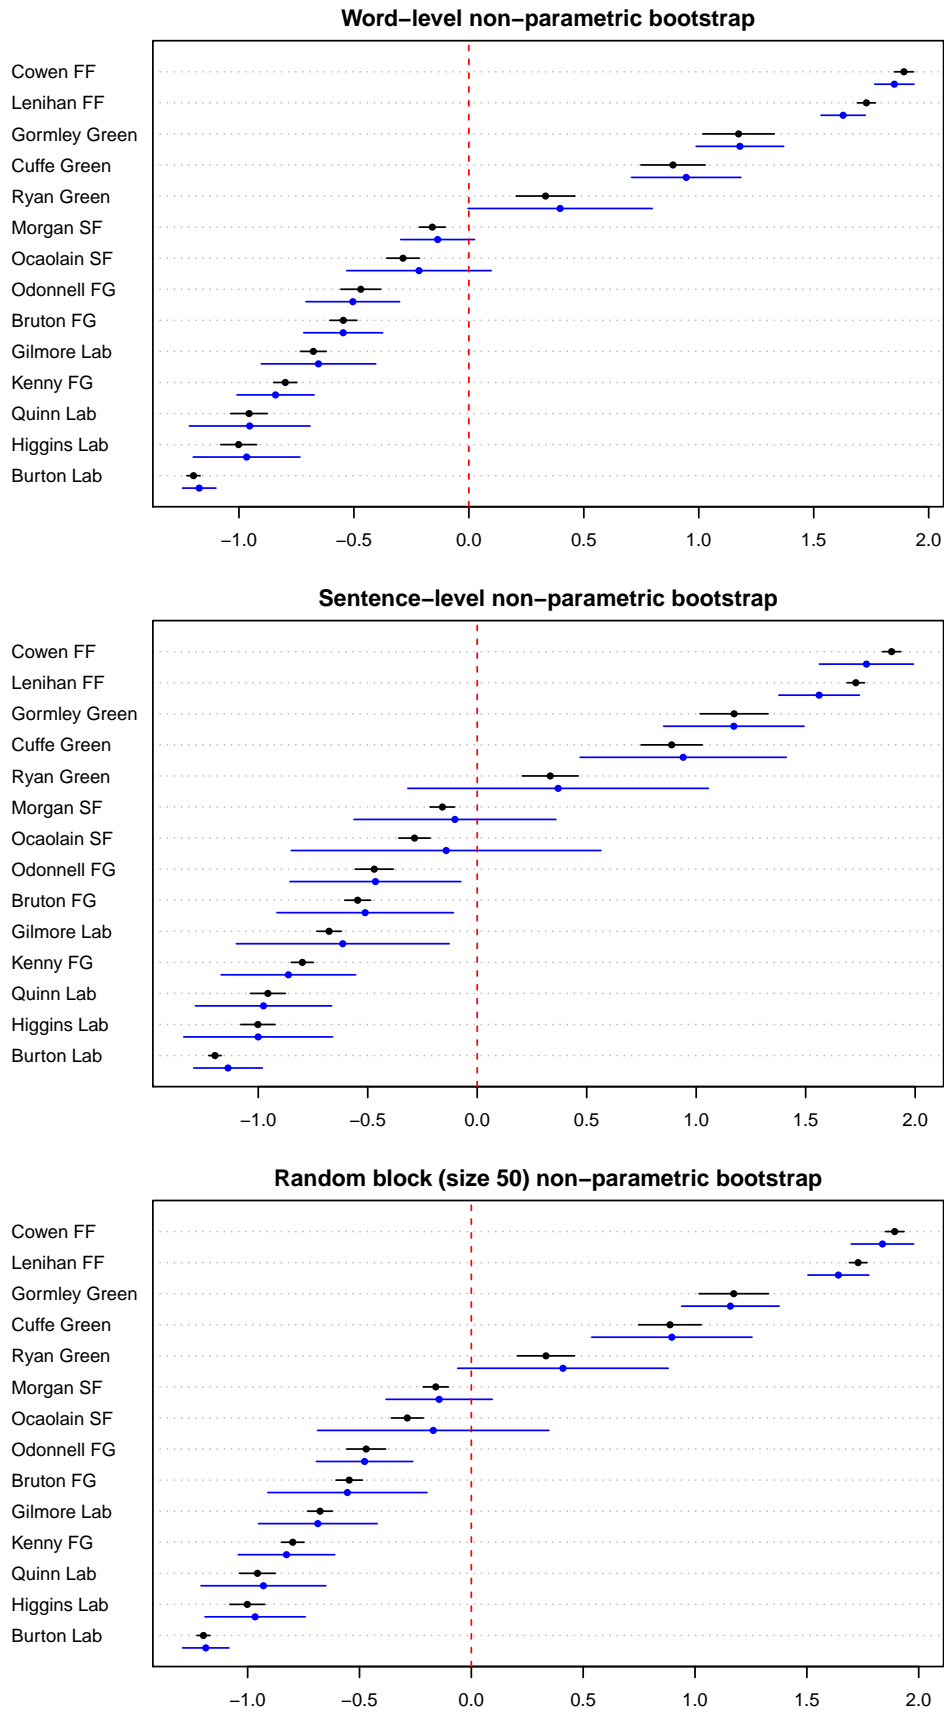 Word−level non−parametric bootstrap
Cowen FF
Lenihan FF
Gormley Green
Cuffe Green
Ryan Green
Morgan SF
Ocaolain SF
Odonnell FG
Bruton FG
Gilmore Lab
Kenny FG
Quinn Lab
Higgins Lab
Burton Lab
−1.0 −0.5 0.0 0.5 1.0 1.5 2.0
Sentence−level non−parametric bootstrap
Cowen FF
Lenihan FF
Gormley Green
Cuffe Green
Ryan Green
Morgan SF
Ocaolain SF
Odonnell FG
Bruton FG
Gilmore Lab
Kenny FG
Quinn Lab
Higgins Lab
Burton Lab
−1.0 −0.5 0.0 0.5 1.0 1.5 2.0
Random block (size 50) non−parametric bootstrap
Cowen FF
Lenihan FF
Gormley Green
Cuffe Green
Ryan Green
Morgan SF
Ocaolain SF
Odonnell FG
Bruton FG
Gilmore Lab
Kenny FG
Quinn Lab
Higgins Lab
Burton Lab
−1.0 −0.5 0.0 0.5 1.0 1.5 2.0